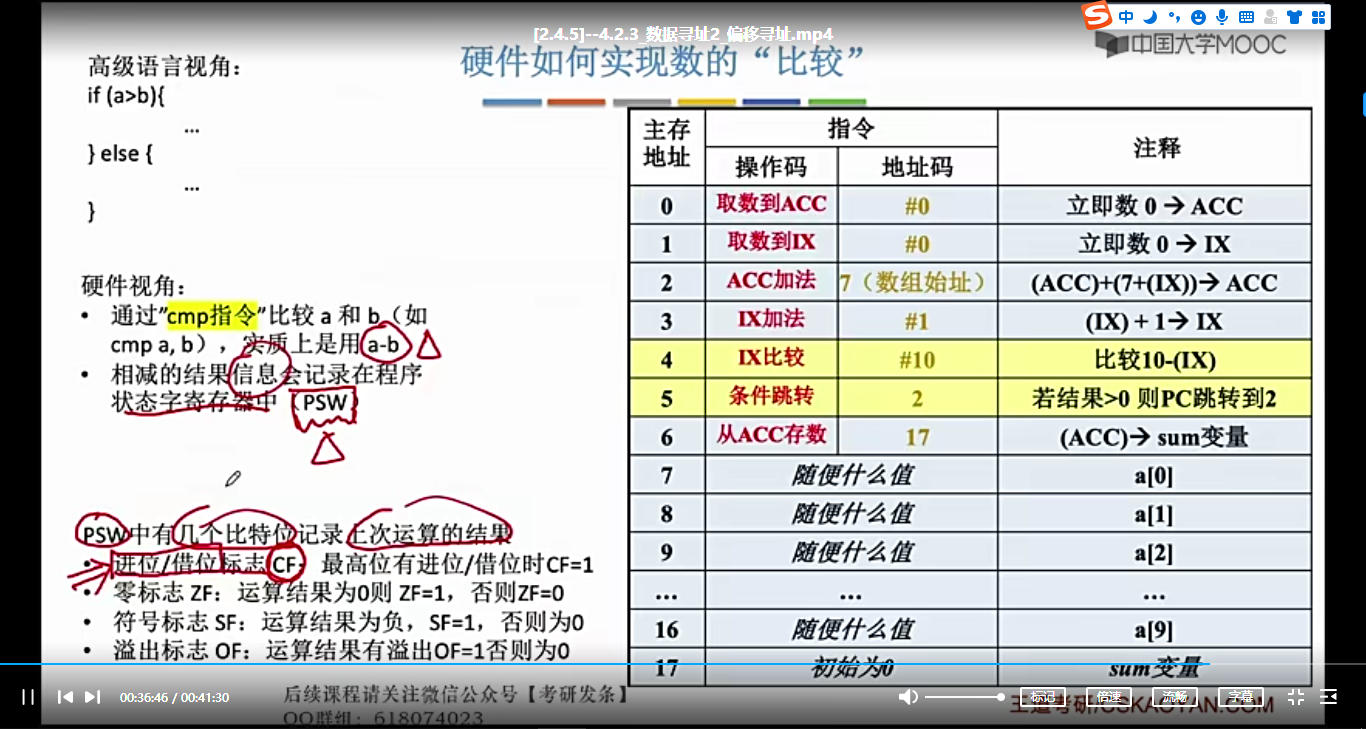 中
[2.4.5]--4.2.3_数据寻址2_偏移寻址.mp4
中国大学MOOC
硬件如何实现数的“比较”
高级语言视角：
if (a>b){
...
} else {
...
}
硬件视角：
• 通过”cmp指令”比较 a 和 b（如
cmp a, b），实质上是用 a-b
• 相减的结果信息会记录在程序
状态字寄存器中（PSW）
PSW中有几个比特位记录上次运算的结果
• 进位/借位标志 CF：最高位有进位/借位时CF=1
• 零标志 ZF：运算结果为0则 ZF=1，否则ZF=0
• 符号标志 SF：运算结果为负，SF=1，否则为0
• 溢出标志 OF：运算结果有溢出OF=1否则为0
主存地址 指令 注释
操作码 地址码
0 取数到ACC #0 立即数 0 → ACC
1 取数到IX #0 立即数 0 → IX
2 ACC加法 7（数组始址） (ACC)+(7+(IX))→ ACC
3 IX加法 #1 (IX) + 1→ IX
4 IX比较 #10 比较10-(IX)
5 条件跳转 2 若结果>0 则PC跳转到2
6 从ACC存数 17 (ACC)→ sum变量
7 随便什么值 a[0]
8 随便什么值 a[1]
9 随便什么值 a[2]
... ... ...
16 随便什么值 a[9]
17 初始为0 sum变量
00:36:46 / 00:41:30
后续课程请关注微信公众号【考研发条】
QQ群组：618074023
王道考研/CSKAOYAN.COM
标记 倍速 流畅 字幕